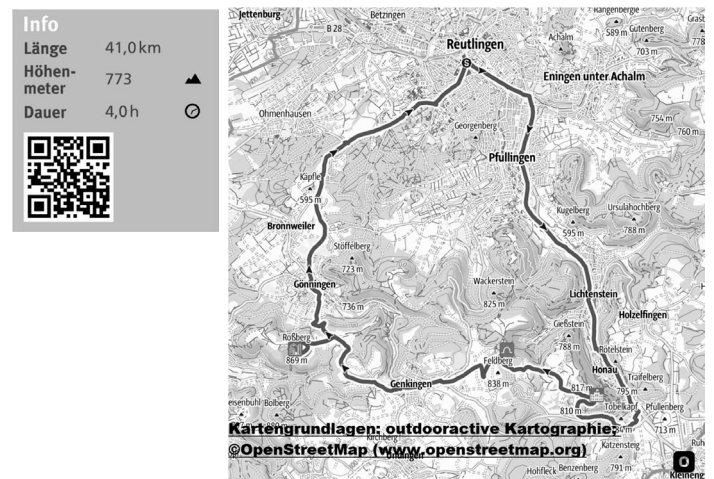 Info
Länge 41,0 km
Höhen-
meter 773
Dauer 4,0 h
Jettenburg
Betzingen
B 28
Reutlingen
S
Achalm
589 m
Gutenberg
703 m
Eningen unter Achalm
Ohmenhausen
Georgenberg
754 m
760 m
Pfullingen
Käpfle
595 m
Bronnweiler
Kugelberg
595 m
Ursulahochberg
788 m
Stöffelberg
723 m
Gönningen
736 m
Wackerstein
825 m
Lichtenstein
Holzelfingen
Gießstein
788 m
Roßberg
869 m
Rötelstein
Honau
Feldberg
838 m
Genkingen
Traifelberg
795 m
817 m
810 m
Tobelkapf
Pfullenberg
713 m
Bolberg
Kartengrundlagen: outdooractive Kartographie;
©OpenStreetMap (www.openstreetmap.org)
Katzensteig
791 m
Hohfleck
Benzenberg